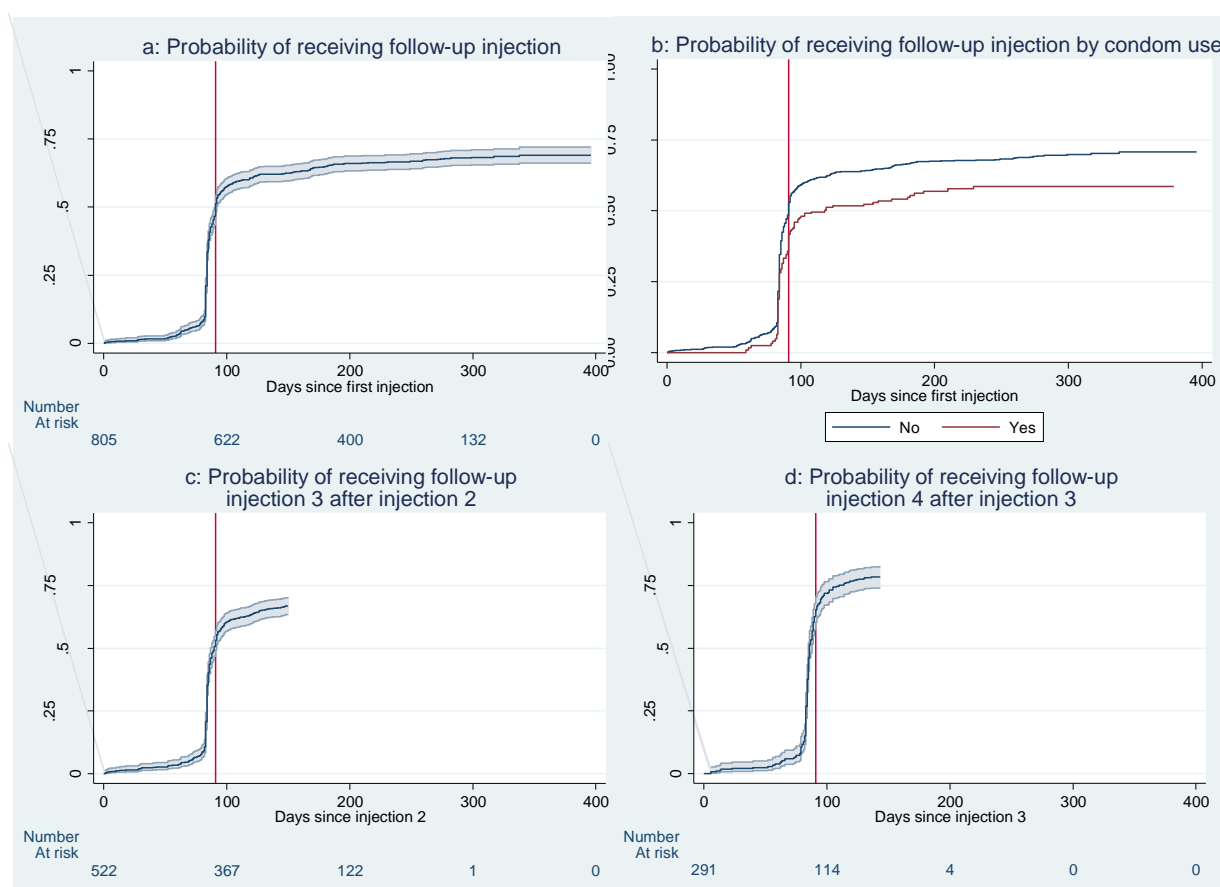 a: Probability of receiving follow-up injection
1
.75
.5
.25
0
0 100 200 300 400
Days since first injection
Number
At risk
805 622 400 132 0
b: Probability of receiving follow-up injection by condom use
1.00
0.75
0.50
0.25
0.00
0 100 200 300 400
Days since first injection
No Yes
c: Probability of receiving follow-up
injection 3 after injection 2
1
.75
.5
.25
0
0 100 200 300 400
Days since injection 2
Number
At risk
522 367 122 1 0
d: Probability of receiving follow-up
injection 4 after injection 3
1
.75
.5
.25
0
0 100 200 300 400
Days since injection 3
Number
At risk
291 114 4 0 0